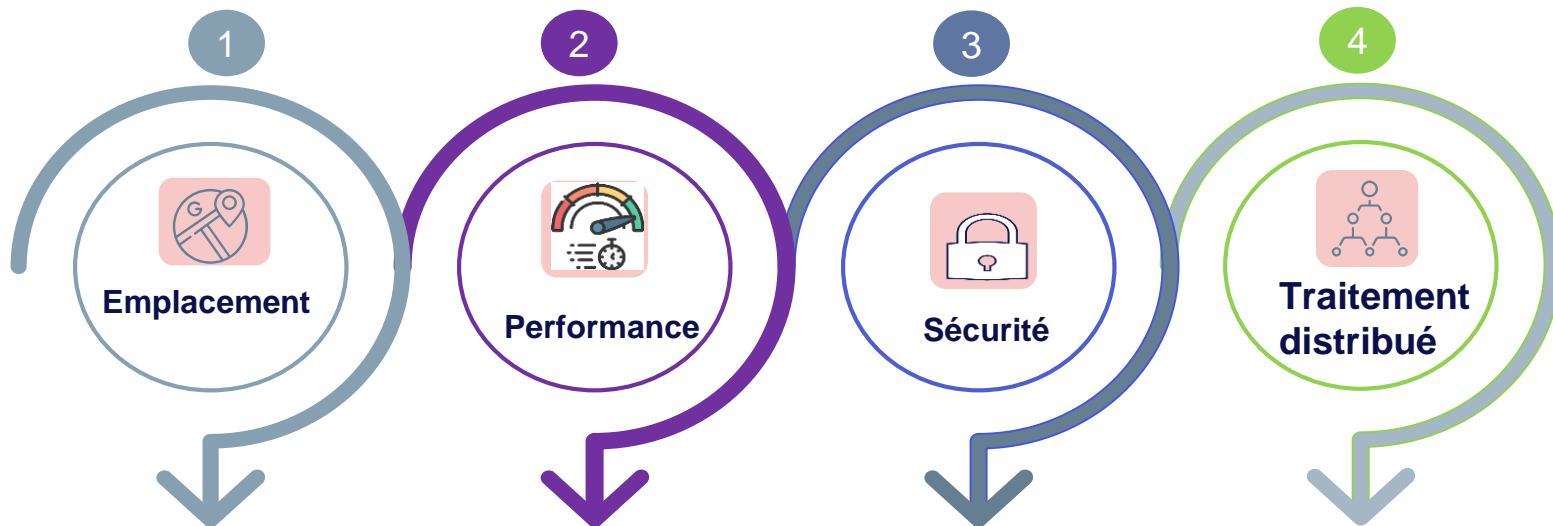 1
2
3
4
G
Emplacement
Performance
Sécurité
Traitement
distribué